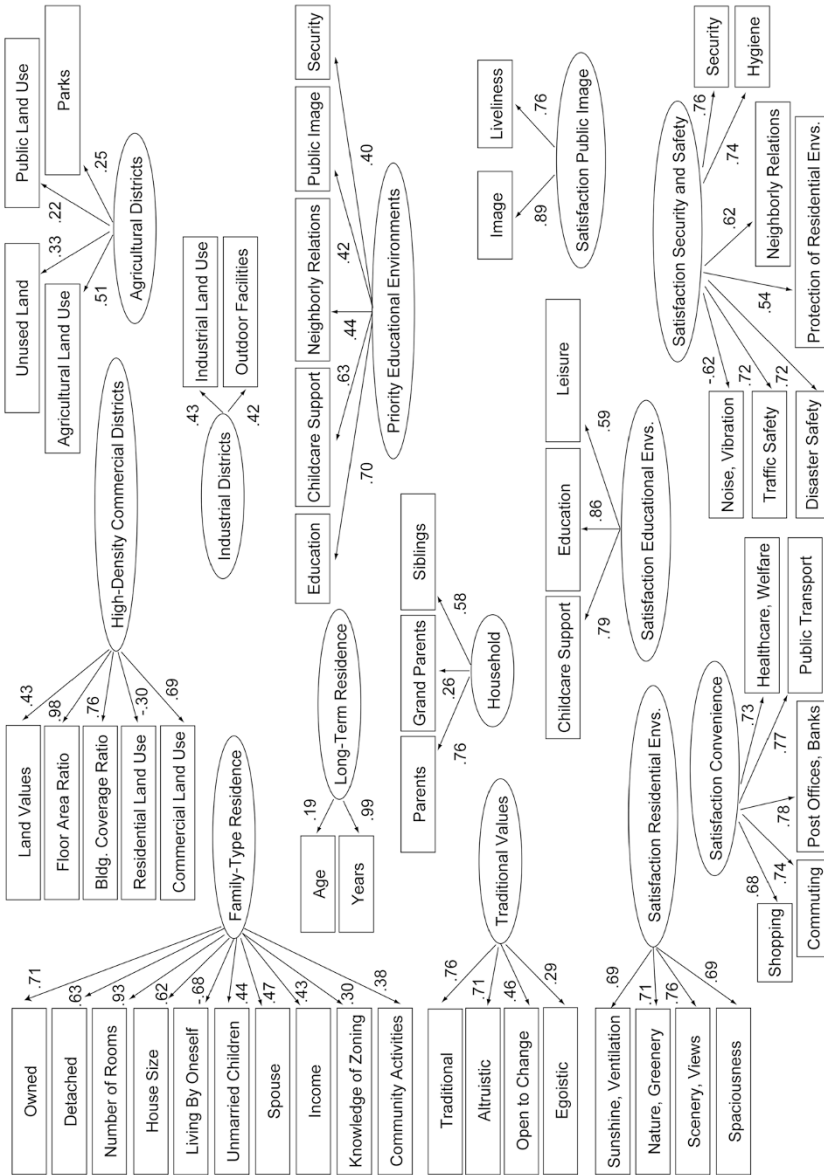 Owned
Detached
Number of Rooms
House Size
Living By Oneself
Unmarried Children
Spouse
Income
Knowledge of Zoning
Community Activities
.71
.63
.93
.62
-.68
.44
.47
.43
.30
.38
Family-Type Residence
Land Values
Floor Area Ratio
Bldg. Coverage Ratio
Residential Land Use
Commercial Land Use
.43
.98
.76
-.30
.69
High-Density Commercial Districts
Unused Land
Public Land Use
Agricultural Land Use
Parks
.51
.33
.22
.25
Agricultural Districts
Industrial Land Use
Outdoor Facilities
.43
.42
Industrial Districts
Age
Years
.19
.99
Long-Term Residence
Education
Childcare Support
Neighborly Relations
Public Image
Security
.70
.63
.44
.42
.40
Priority Educational Environments
Traditional
Altruistic
Open to Change
Egoistic
.76
.71
.46
.29
Traditional Values
Parents
Grand Parents
Siblings
.76
.26
.58
Household
Image
Liveliness
.89
.76
Satisfaction Public Image
Childcare Support
Education
Leisure
.79
.86
.59
Satisfaction Educational Envs.
Sunshine, Ventilation
Nature, Greenery
Scenery, Views
Spaciousness
.69
.71
.76
.69
Satisfaction Residential Envs.
Satisfaction Convenience
.68
.74
.78
.77
.73
Shopping
Commuting
Post Offices, Banks
Public Transport
Healthcare, Welfare
Satisfaction Security and Safety
-.62
.72
.72
.54
.62
.74
.76
Noise, Vibration
Traffic Safety
Disaster Safety
Protection of Residential Envs.
Neighborly Relations
Hygiene
Security